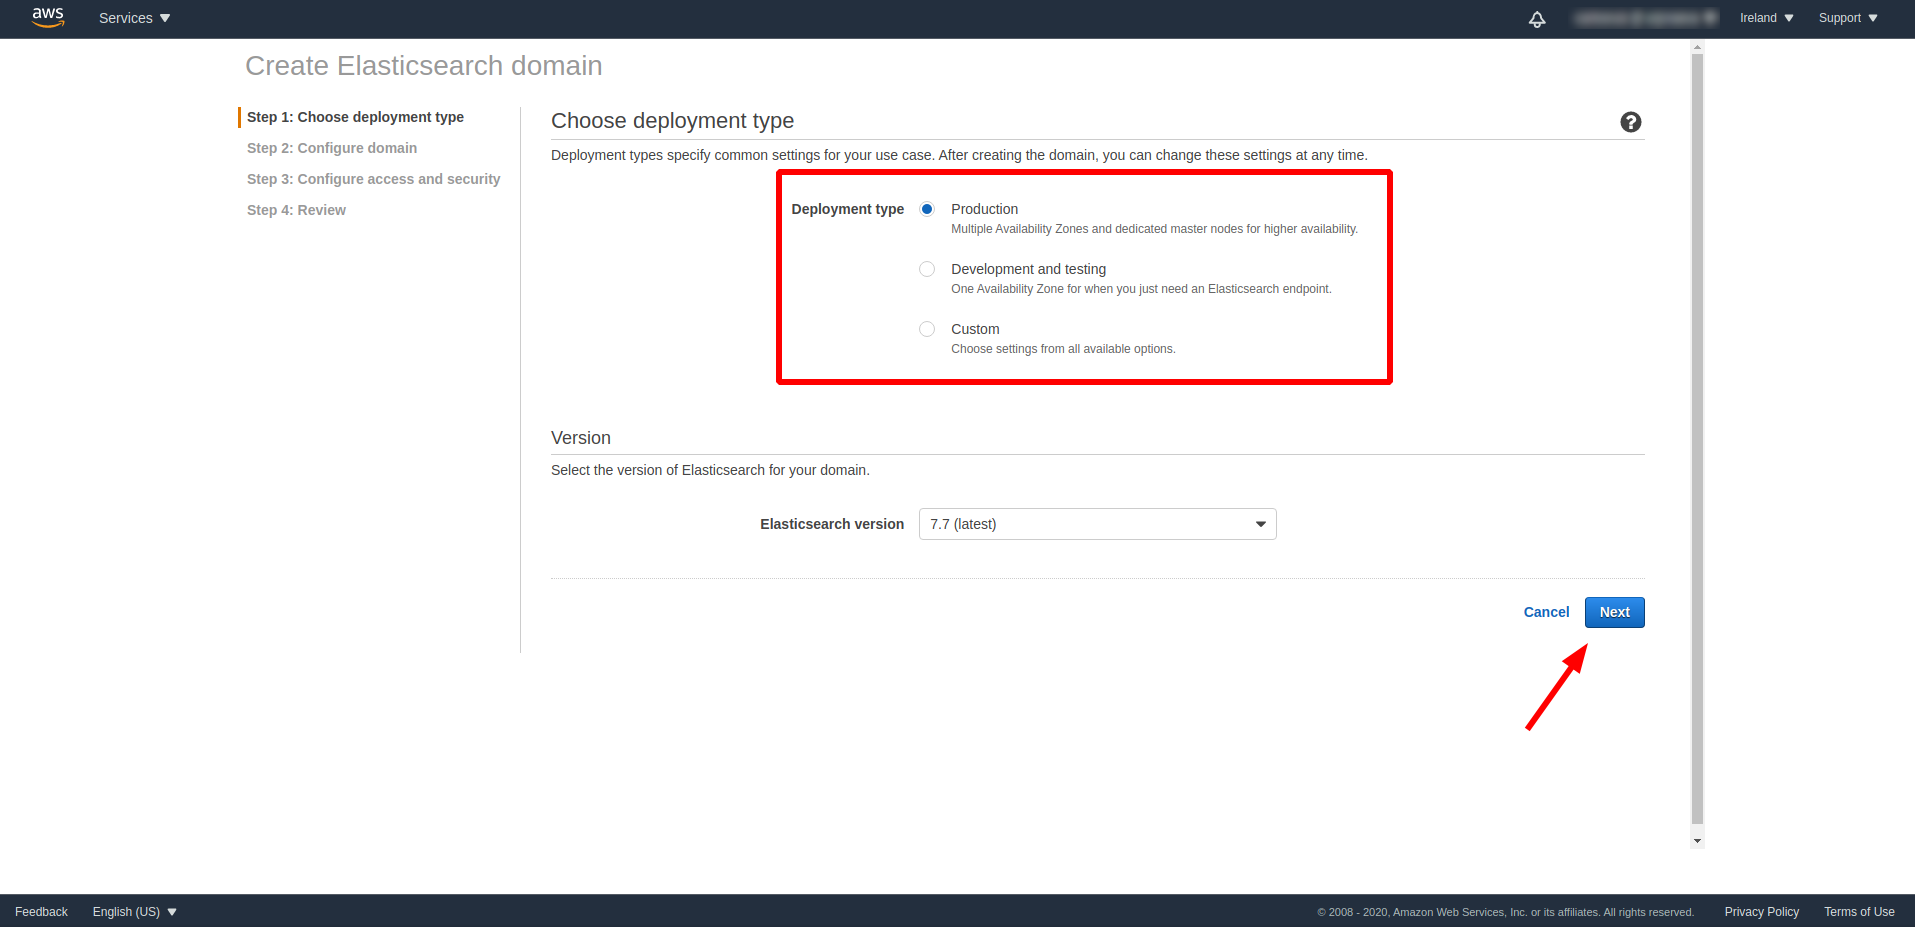 aws Services Ireland Support
Create Elasticsearch domain
Step 1: Choose deployment type
Step 2: Configure domain
Step 3: Configure access and security
Step 4: Review
Choose deployment type
?
Deployment types specify common settings for your use case. After creating the domain, you can change these settings at any time.
Deployment type Production
Multiple Availability Zones and dedicated master nodes for higher availability.
Development and testing
One Availability Zone for when you just need an Elasticsearch endpoint.
Custom
Choose settings from all available options.
Version
Select the version of Elasticsearch for your domain.
Elasticsearch version 7.7 (latest)
Cancel Next
Feedback English (US) © 2008 - 2020, Amazon Web Services, Inc. or its affiliates. All rights reserved. Privacy Policy Terms of Use